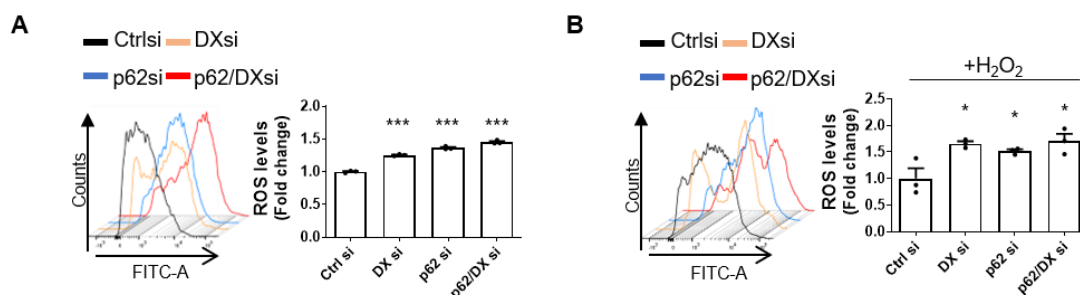 A
Ctrlsi DXsi
p62si p62/DXsi
Counts
FITC-A
ROS levels
(Fold change)
2.0
1.5
1.0
0.5
*** *** ***
Ctrl si DX si p62 si p62/DX si
B
Ctrlsi DXsi
p62si p62/DXsi
Counts
FITC-A
+H₂O₂
ROS levels
(Fold change)
2.5
2.0
1.5
1.0
0.5
0.0
* * *
Ctrl si DX si p62 si p62/DX si